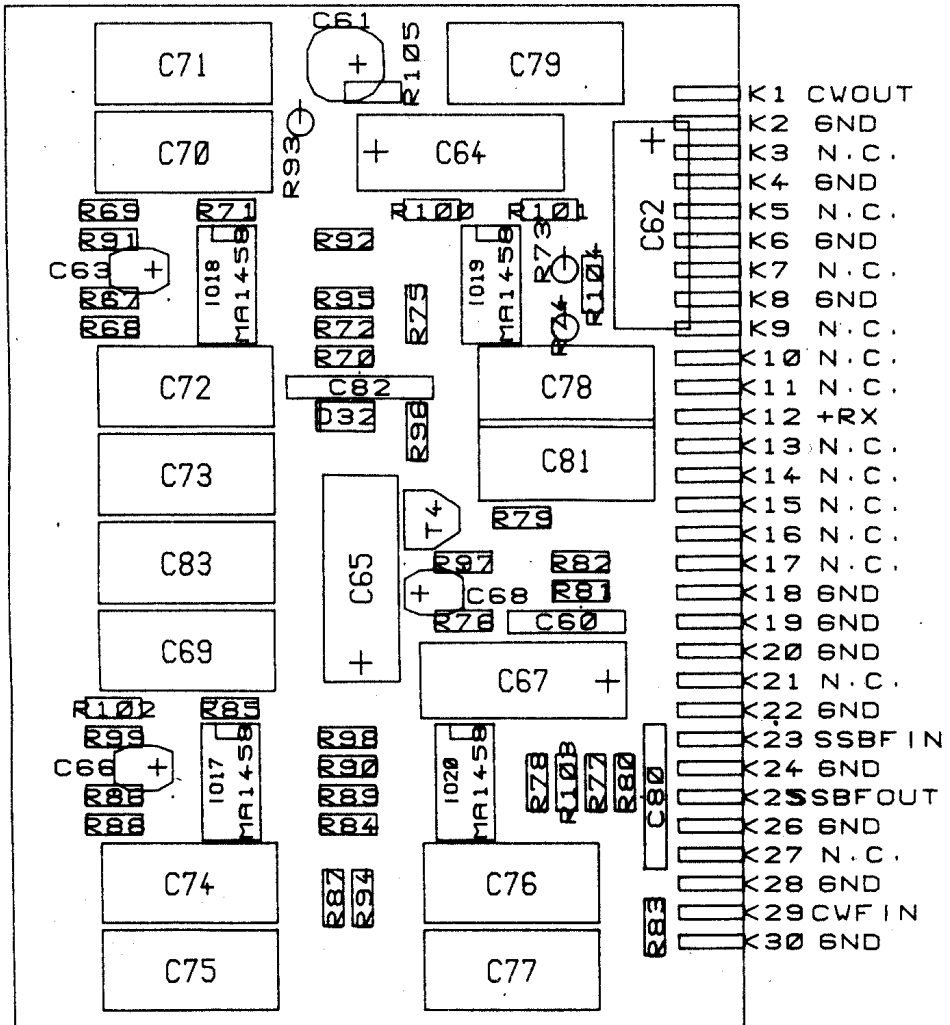 C61
C71
R105
C79
K1 CWOUT
K2 GND
C70
R93
C64
K3 N.C.
K4 GND
C62
R69
R71
R100
R101
K5 N.C.
R91
R92
R73
K6 GND
C63
IO18
MA1458
IO19
MA1458
R104
K7 N.C.
R67
R95
R75
K8 GND
R68
R72
R74
K9 N.C.
R70
K10 N.C.
C72
C82
C78
K11 N.C.
D32
R96
K12 +RX
K13 N.C.
C73
C81
K14 N.C.
K15 N.C.
T4
R79
K16 N.C.
C83
C65
R97
R82
K17 N.C.
C68
R81
K18 GND
R76
C60
K19 GND
C69
K20 GND
C67
K21 N.C.
R102
R85
K22 GND
R99
R98
K23 SSBFIN
C66
IO17
MA1458
R90
IO20
MA1458
R78
R103
R77
R80
C80
K24 GND
R89
K25 SSBFOUT
R88
R84
K26 GND
K27 N.C.
C74
R87
R94
C76
K28 GND
R83
K29 CWFIN
K30 GND
C75
C77